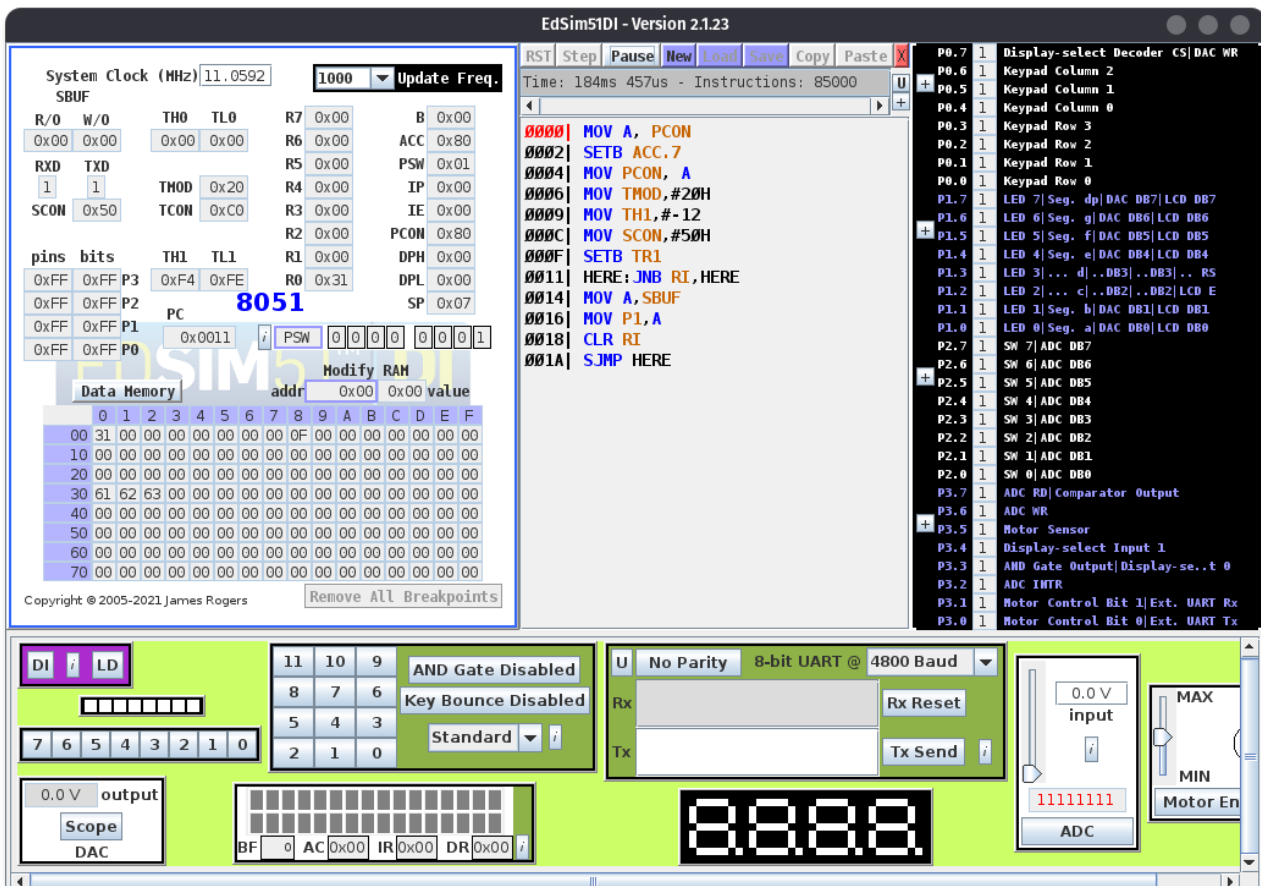 EdSim51DI - Version 2.1.23
System Clock (MHz) 11.0592 1000 Update Freq.
SBUF
R/O W/O TH0 TL0 R7 0x00 B 0x00
0x00 0x00 0x00 0x00 R6 0x00 ACC 0x80
RXD TXD R5 0x00 PSW 0x01
1 1 TMOD 0x20 R4 0x00 IP 0x00
SCON 0x50 TCON 0xC0 R3 0x00 IE 0x00
R2 0x00 PCON 0x80
pins bits TH1 TL1 R1 0x00 DPH 0x00
0xFF 0xFF P3 0xF4 0xFE R0 0x31 DPL 0x00
0xFF 0xFF P2 8051 SP 0x07
0xFF 0xFF P1 PC
0xFF 0xFF P0 0x0011 i PSW 0 0 0 0 0 0 0 1
EDSIM51DI
TM
Modify RAM
Data Memory addr 0x00 0x00 value
0 1 2 3 4 5 6 7 8 9 A B C D E F
00 31 00 00 00 00 00 00 00 0F 00 00 00 00 00 00 00
10 00 00 00 00 00 00 00 00 00 00 00 00 00 00 00 00
20 00 00 00 00 00 00 00 00 00 00 00 00 00 00 00 00
30 61 62 63 00 00 00 00 00 00 00 00 00 00 00 00 00
40 00 00 00 00 00 00 00 00 00 00 00 00 00 00 00 00
50 00 00 00 00 00 00 00 00 00 00 00 00 00 00 00 00
60 00 00 00 00 00 00 00 00 00 00 00 00 00 00 00 00
70 00 00 00 00 00 00 00 00 00 00 00 00 00 00 00 00
Copyright © 2005-2021 James Rogers Remove All Breakpoints
RST Step Pause New Load Save Copy Paste X
Time: 184ms 457us - Instructions: 85000 U
+
0000| MOV A, PCON
0002| SETB ACC.7
0004| MOV PCON, A
0006| MOV TMOD,#20H
0009| MOV TH1,#-12
000C| MOV SCON,#50H
000F| SETB TR1
0011| HERE:JNB RI,HERE
0014| MOV A,SBUF
0016| MOV P1,A
0018| CLR RI
001A| SJMP HERE
P0.7 1 Display-select Decoder CS|DAC WR
P0.6 1 Keypad Column 2
+ P0.5 1 Keypad Column 1
P0.4 1 Keypad Column 0
P0.3 1 Keypad Row 3
P0.2 1 Keypad Row 2
P0.1 1 Keypad Row 1
P0.0 1 Keypad Row 0
P1.7 1 LED 7|Seg. dp|DAC DB7|LCD DB7
P1.6 1 LED 6|Seg. g|DAC DB6|LCD DB6
+ P1.5 1 LED 5|Seg. f|DAC DB5|LCD DB5
P1.4 1 LED 4|Seg. e|DAC DB4|LCD DB4
P1.3 1 LED 3|... d|..DB3|..DB3|.. RS
P1.2 1 LED 2|... c|..DB2|..DB2|LCD E
P1.1 1 LED 1|Seg. b|DAC DB1|LCD DB1
P1.0 1 LED 0|Seg. a|DAC DB0|LCD DB0
P2.7 1 SW 7|ADC DB7
P2.6 1 SW 6|ADC DB6
+ P2.5 1 SW 5|ADC DB5
P2.4 1 SW 4|ADC DB4
P2.3 1 SW 3|ADC DB3
P2.2 1 SW 2|ADC DB2
P2.1 1 SW 1|ADC DB1
P2.0 1 SW 0|ADC DB0
P3.7 1 ADC RD|Comparator Output
P3.6 1 ADC WR
+ P3.5 1 Motor Sensor
P3.4 1 Display-select Input 1
P3.3 1 AND Gate Output|Display-se..t 0
P3.2 1 ADC INTR
P3.1 1 Motor Control Bit 1|Ext. UART Rx
P3.0 1 Motor Control Bit 0|Ext. UART Tx
DI i LD
7 6 5 4 3 2 1 0
0.0 V output
Scope
DAC
11 10 9
8 7 6
5 4 3
2 1 0
AND Gate Disabled
Key Bounce Disabled
Standard i
BF 0 AC 0x00 IR 0x00 DR 0x00 i
U No Parity 8-bit UART @ 4800 Baud
Rx Rx Reset
Tx Tx Send i
8.8.8.8.
0.0 V
input
i
11111111
ADC
MAX
MIN
Motor En